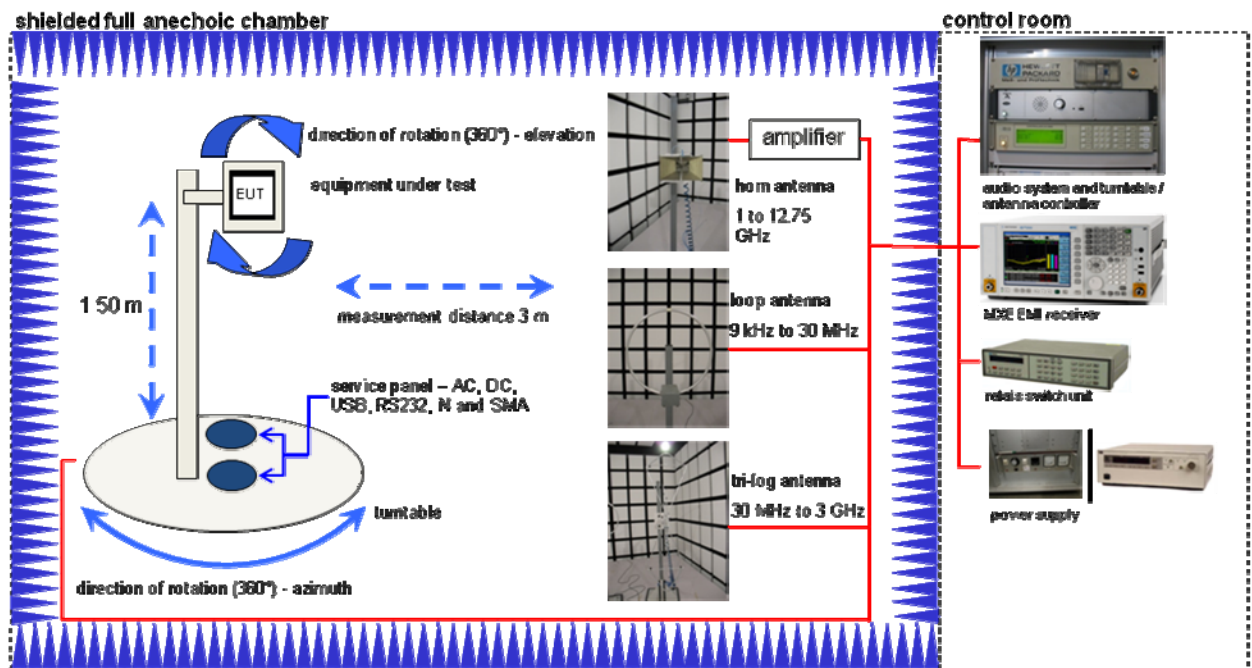 shielded full anechoic chamber
control room
direction of rotation (360°) - elevation
equipment under test
EUT
1 50 m
measurement distance 3 m
service panel – AC, DC,
USB, RS232, N and SMA
turntable
direction of rotation (360°) - azimuth
amplifier
horn antenna
1 to 12.75
GHz
loop antenna
9 kHz to 30 MHz
tri-log antenna
30 MHz to 3 GHz
HEWLETT
PACKARD
audio system and turntable /
antenna controller
MXE EMI receiver
relais switch unit
power supply